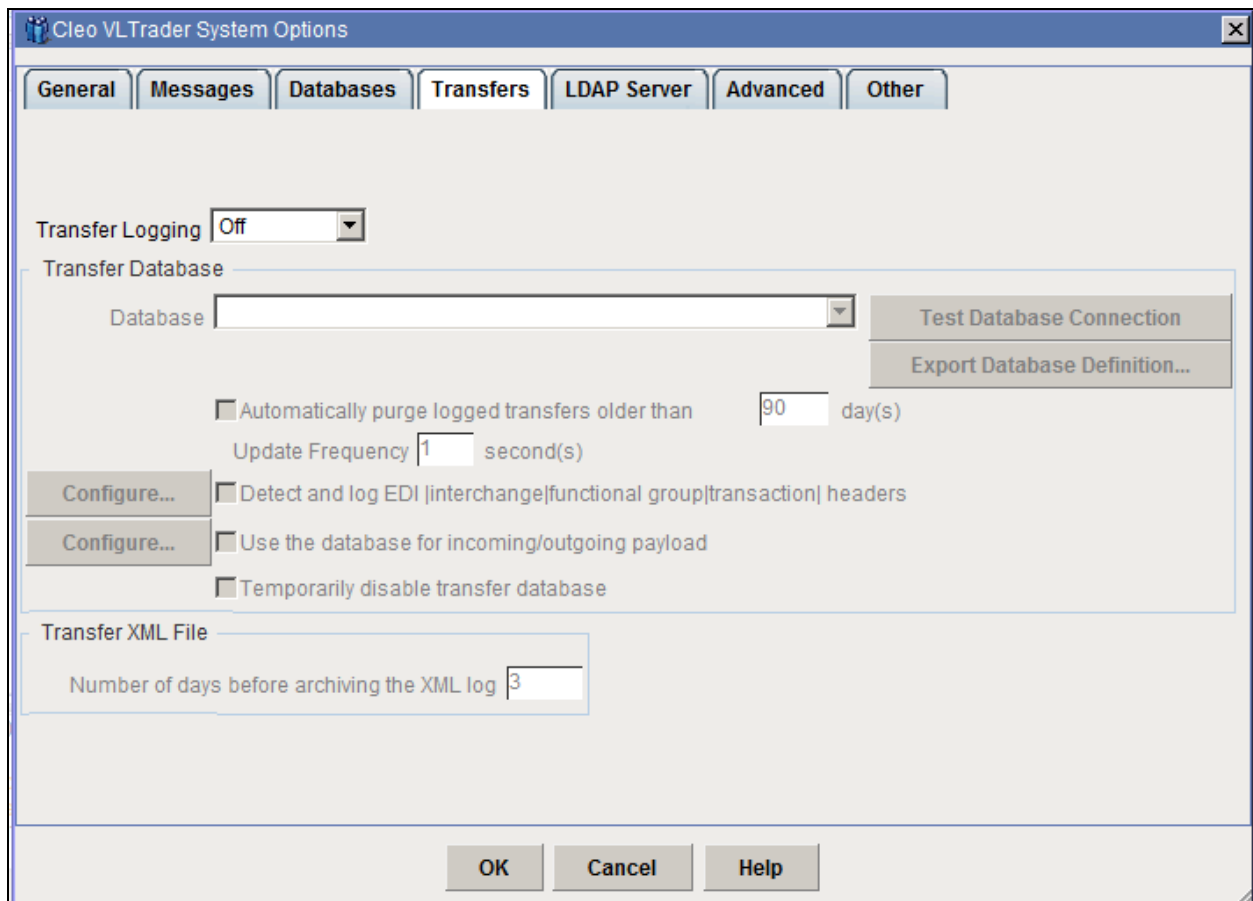 Cleo VLTrader System Options
General Messages Databases Transfers LDAP Server Advanced Other
Transfer Logging Off
Transfer Database
Database Test Database Connection
Export Database Definition...
Automatically purge logged transfers older than 90 day(s)
Update Frequency 1 second(s)
Configure... Detect and log EDI |interchange|functional group|transaction| headers
Configure... Use the database for incoming/outgoing payload
Temporarily disable transfer database
Transfer XML File
Number of days before archiving the XML log 3
OK Cancel Help